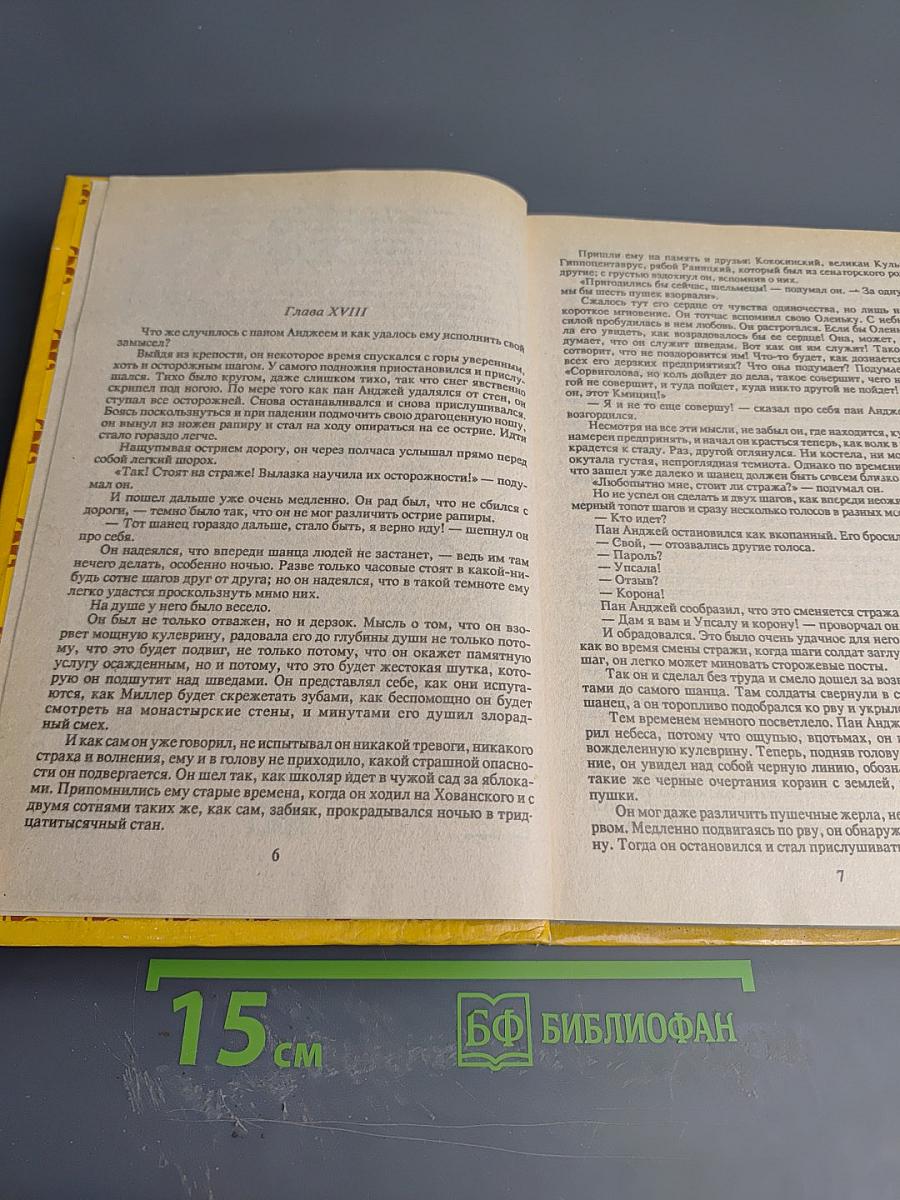 Глава XVIII
Что же случилось с паном Анджеем и как удалось ему исполнить свой
замысел?
Выйдя из крепости, он некоторое время спускался с горы уверенным,
хоть и осторожным шагом. У самого подножия приостановился и прислу-
шался. Тихо было кругом, даже слишком тихо, так что снег явственно
скрипел под ногою. По мере того как пан Анджей удалялся от стен, он
ступал все осторожней. Снова останавливался и снова прислушивался.
Боясь поскользнуться и при падении подмочить свою драгоценную ношу,
он вынул из ножен рапиру и стал на ходу опираться на ее острие. Идти
стало гораздо легче.
Нащупывая острием дорогу, он через полчаса услышал прямо перед
собой легкий шорох.
«Так! Стоят на страже! Вылазка научила их осторожности!» — поду-
мал он.
И пошел дальше уже очень медленно. Он рад был, что не сбился с
дороги, — темно было так, что он не мог различить острие рапиры.
— Тот шанец гораздо дальше, стало быть, я верно иду! — шепнул он
про себя.
Он надеялся, что впереди шанца людей не застанет, — ведь им там
нечего делать, особенно ночью. Разве только часовые стоят в какой-ни-
будь сотне шагов друг от друга; но он надеялся, что в такой темноте ему
легко удастся проскользнуть мимо них.
На душе у него было весело.
Он был не только отважен, но и дерзок. Мысль о том, что он взо-
рвет мощную кулеврину, радовала его до глубины души не только пото-
му, что это будет подвиг, не только потому, что он окажет памятную
услугу осажденным, но и потому, что это будет жестокая шутка, кото-
рую он подшутит над шведами. Он представлял себе, как они испуга-
ются, как Миллер будет скрежетать зубами, как беспомощно он будет
смотреть на монастырские стены, и минутами его душил злорад-
ный смех.
И как сам он уже говорил, не испытывал он никакой тревоги, никакого
страха и волнения, ему и в голову не приходило, какой страшной опасно-
сти он подвергается. Он шел так, как школяр идет в чужой сад за яблока-
ми. Припомнились ему старые времена, когда он ходил на Хованского и с
двумя сотнями таких же, как сам, забияк, прокрадывался ночью в трид-
цатитысячный стан.
6
Пришли ему на память и друзья: Кокосинский, великан Куль
Гиппоцентаврус, рябой Раницкий, который был из сенаторского ро
другие; с грустью вздохнул он, вспомнив о них.
«Пригодились бы сейчас, шельмецы! — подумал он. — За одну
мы бы шесть пушек взорвали».
Сжалось тут его сердце от чувства одиночества, но лишь н
короткое мгновение. Он тотчас вспомнил свою Оленьку. С неб
силой пробудилась в нем любовь. Он растрогался. Если бы Олень
ла его увидеть, как возрадовалось бы ее сердце! Она, может,
думает, что он служит шведам. Вот как он им служит! Тако
сотворит, что не поздоровится им! Что-то будет, как дознает
всех его дерзких предприятиях? Что она подумает? Подумае
«Сорвиголова, но коль дойдет до дела, такое совершит, чего н
гой не совершит, и туда пойдет, куда никто другой не пойдет!
он, этот Кмициц!»
— Я и не то еще совершу! — сказал про себя пан Андже
возгордился.
Несмотря на все эти мысли, не забыл он, где находится, ку
намерен предпринять, и начал он красться теперь, как волк в
крадется к стаду. Раз, другой оглянулся. Ни костела, ни мо
окутала густая, непроглядная темнота. Однако по времени
что зашел уже далеко и шанец должен быть совсем близко
«Любопытно мне, стоит ли стража?» — подумал он.
Но не успел он сделать и двух шагов, как впереди неожи
мерный топот шагов и сразу несколько голосов в разных ме
— Кто идет?
Пан Анджей остановился как вкопанный. Его бросил
— Свой, — отозвались другие голоса.
— Пароль?
— Упсала!
— Отзыв?
— Корона!
Пан Анджей сообразил, что это сменяется стража
— Дам я вам и Упсалу и корону! — проворчал он
И обрадовался. Это было очень удачное для него
как во время смены стражи, когда шаги солдат заглу
шаг, он легко может миновать сторожевые посты.
Так он и сделал без труда и смело дошел за возв
тами до самого шанца. Там солдаты свернули в с
шанец, а он торопливо подобрался ко рву и укрылс
Тем временем немного посветлело. Пан Андж
рил небеса, потому что ощупью, впотьмах, он н
вожделенную кулеврину. Теперь, подняв голову
ние, он увидел над собой черную линию, обозн
такие же черные очертания корзин с землей,
пушки.
Он мог даже различить пушечные жерла, не
рвом. Медленно подвигаясь по рву, он обнаруж
ну. Тогда он остановился и стал прислушивать
7
15 см
БФ БИБЛИОФАН